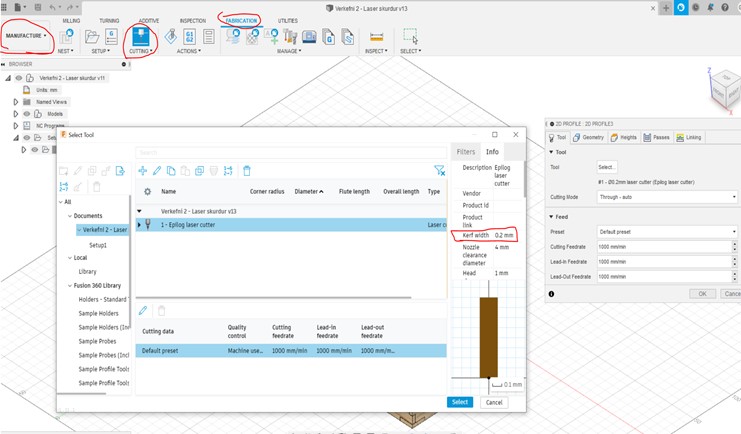 Verkefni 2 - Laser skurdur v13
MILLING
TURNING
ADDITIVE
INSPECTION
FABRICATION
UTILITIES
MANUFACTURE
NEST
SETUP
CUTTING
ACTIONS
MANAGE
INSPECT
SELECT
BROWSER
Verkefni 2 - Laser skurdur v11
Units: mm
Named Views
Models
NC Programs
Set
Select Tool
Search
All
Documents
Verkefni 2 - Laser
Setup1
Local
Library
Fusion 360 Library
Holders - Standard
Sample Holders
Sample Holders (Inc
Sample Probes
Sample Probes (Incl
Sample Profile Tools
Sample Profile Tools
Name Corner radius Diameter Flute length Overall length Type
Verkefni 2 - Laser skurdur v13
1 - Epilog laser cutter Laser c
Cutting data Quality control Cutting feedrate Lead-in feedrate Lead-out feedrate
Default preset Machine use... 1000 mm/min 1000 mm/min 1000 mm/m...
Filters Info
Description Epilog laser cutter
Vendor
Product id
Product link
Kerf width 0.2 mm
Nozzle clearance diameter 4 mm
Head 1 mm
0.1 mm
Select Cancel
2D PROFILE : 2D PROFILE5
Tool Geometry Heights Passes Linking
Tool
Tool Select...
#1 - Ø0.2mm laser cutter (Epilog laser cutter)
Cutting Mode Through - auto
Feed
Preset Default preset
Cutting Feedrate 1000 mm/min
Lead-In Feedrate 1000 mm/min
Lead-Out Feedrate 1000 mm/min
OK Cance
Z
X
FRONT